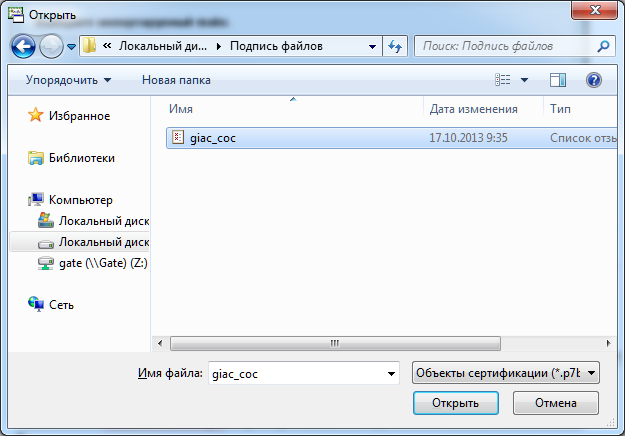 Открыть
Локальный ди... Подпись файлов
Поиск: Подпись файлов
Упорядочить Новая папка
Имя Дата изменения Тип
Избранное
giac_coc 17.10.2013 9:35 Список отзы
Библиотеки
Компьютер
Локальный диск
Локальный диск
gate (\\Gate) (Z:)
Сеть
Имя файла: giac_coc Объекты сертификации (*.p7b
Открыть Отмена